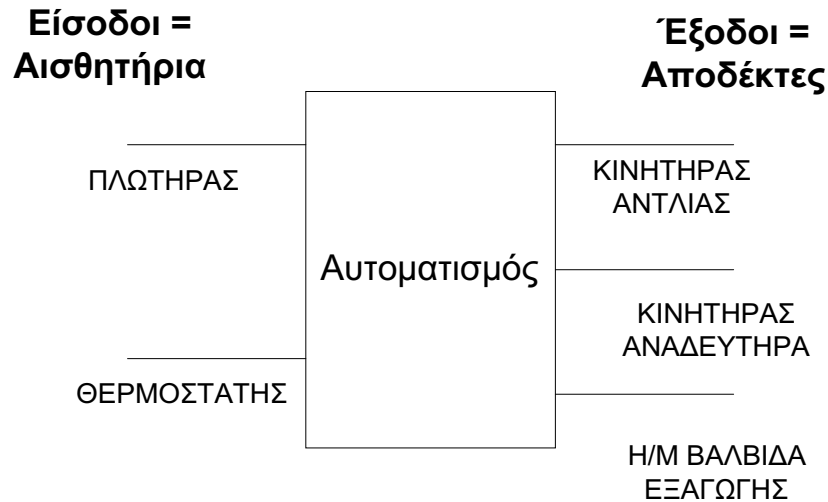 Είσοδοι =
Αισθητήρια
Έξοδοι =
Αποδέκτες
ΠΛΩΤΗΡΑΣ
ΚΙΝΗΤΗΡΑΣ
ΑΝΤΛΙΑΣ
Αυτοματισμός
ΚΙΝΗΤΗΡΑΣ
ΑΝΑΔΕΥΤΗΡΑ
ΘΕΡΜΟΣΤΑΤΗΣ
Η/Μ ΒΑΛΒΙΔΑ
ΕΞΑΓΩΓΗΣ